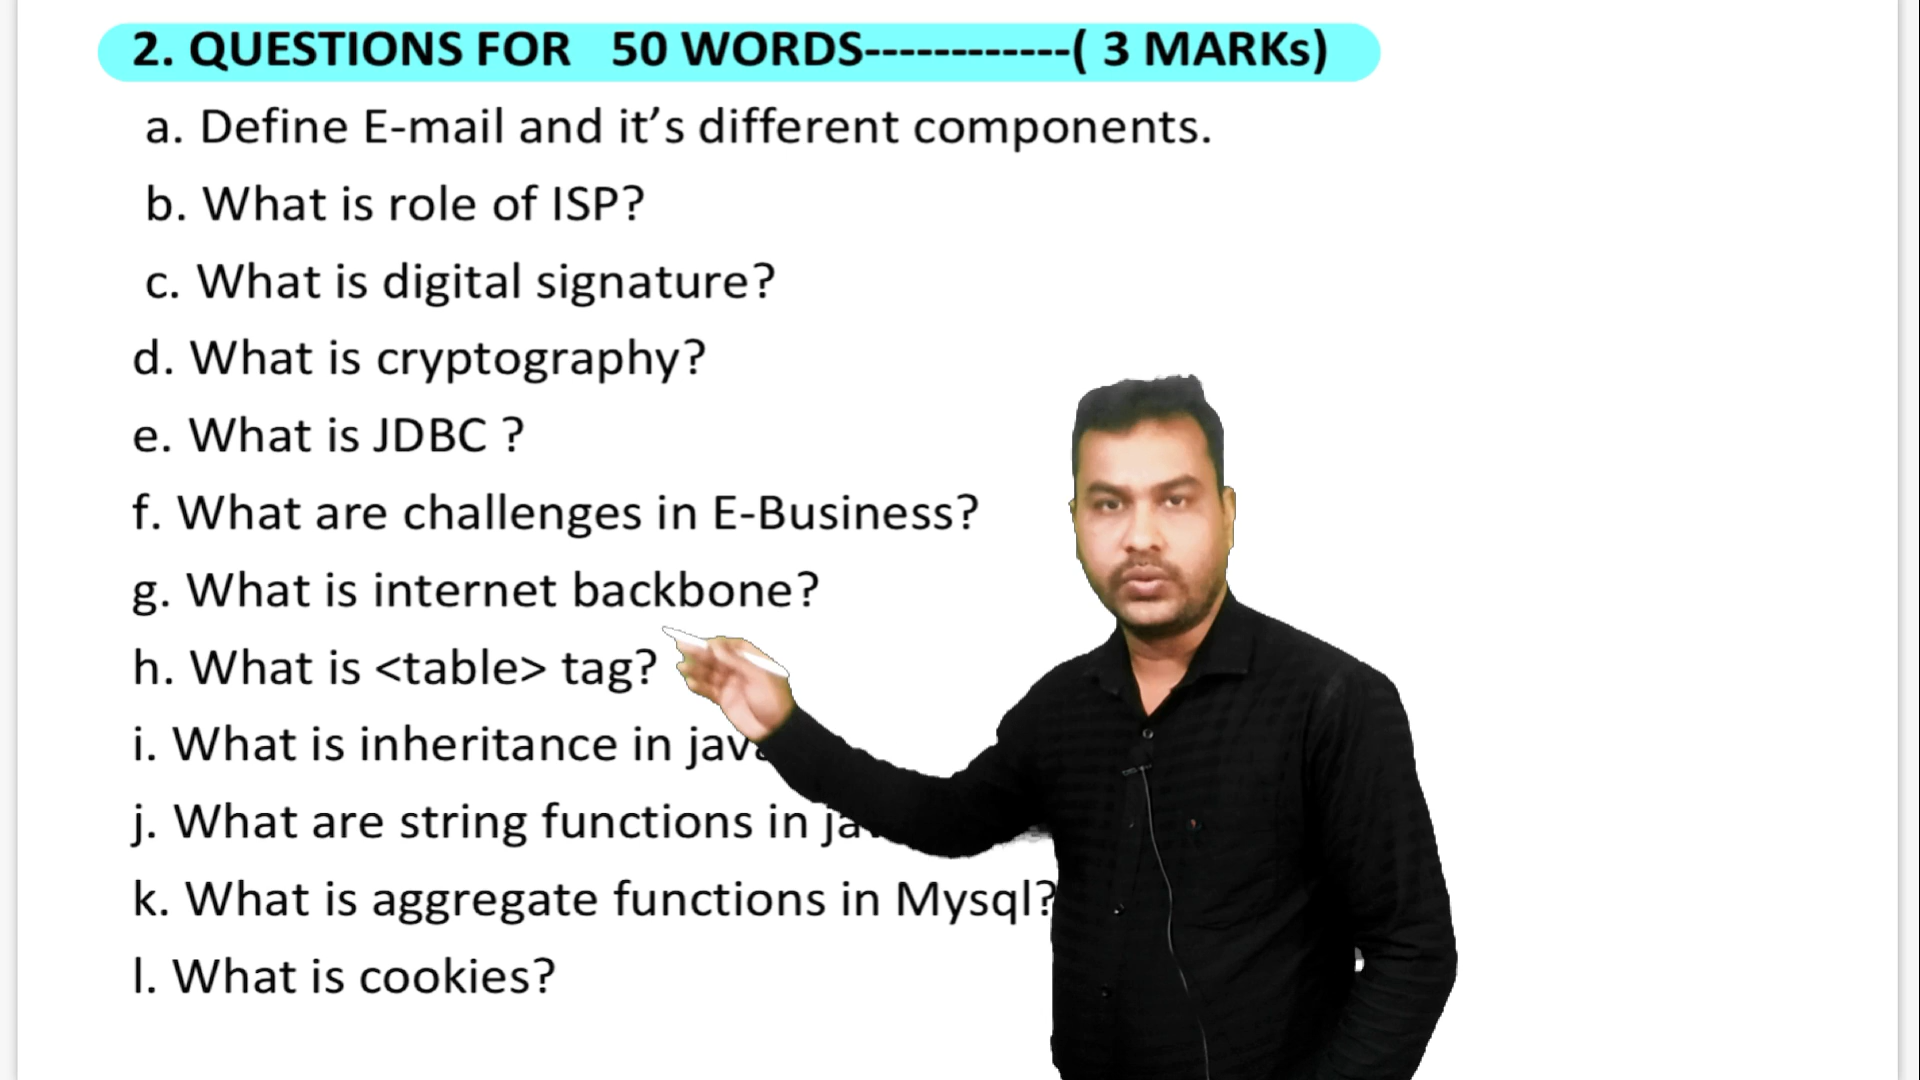 2. QUESTIONS FOR 50 WORDS------------( 3 MARKs)
a. Define E-mail and it’s different components.
b. What is role of ISP?
c. What is digital signature?
d. What is cryptography?
e. What is JDBC ?
f. What are challenges in E-Business?
g. What is internet backbone?
h. What is <table> tag?
i. What is inheritance in
j. What are string functions in
k. What is aggregate functions in Mysql?
l. What is cookies?